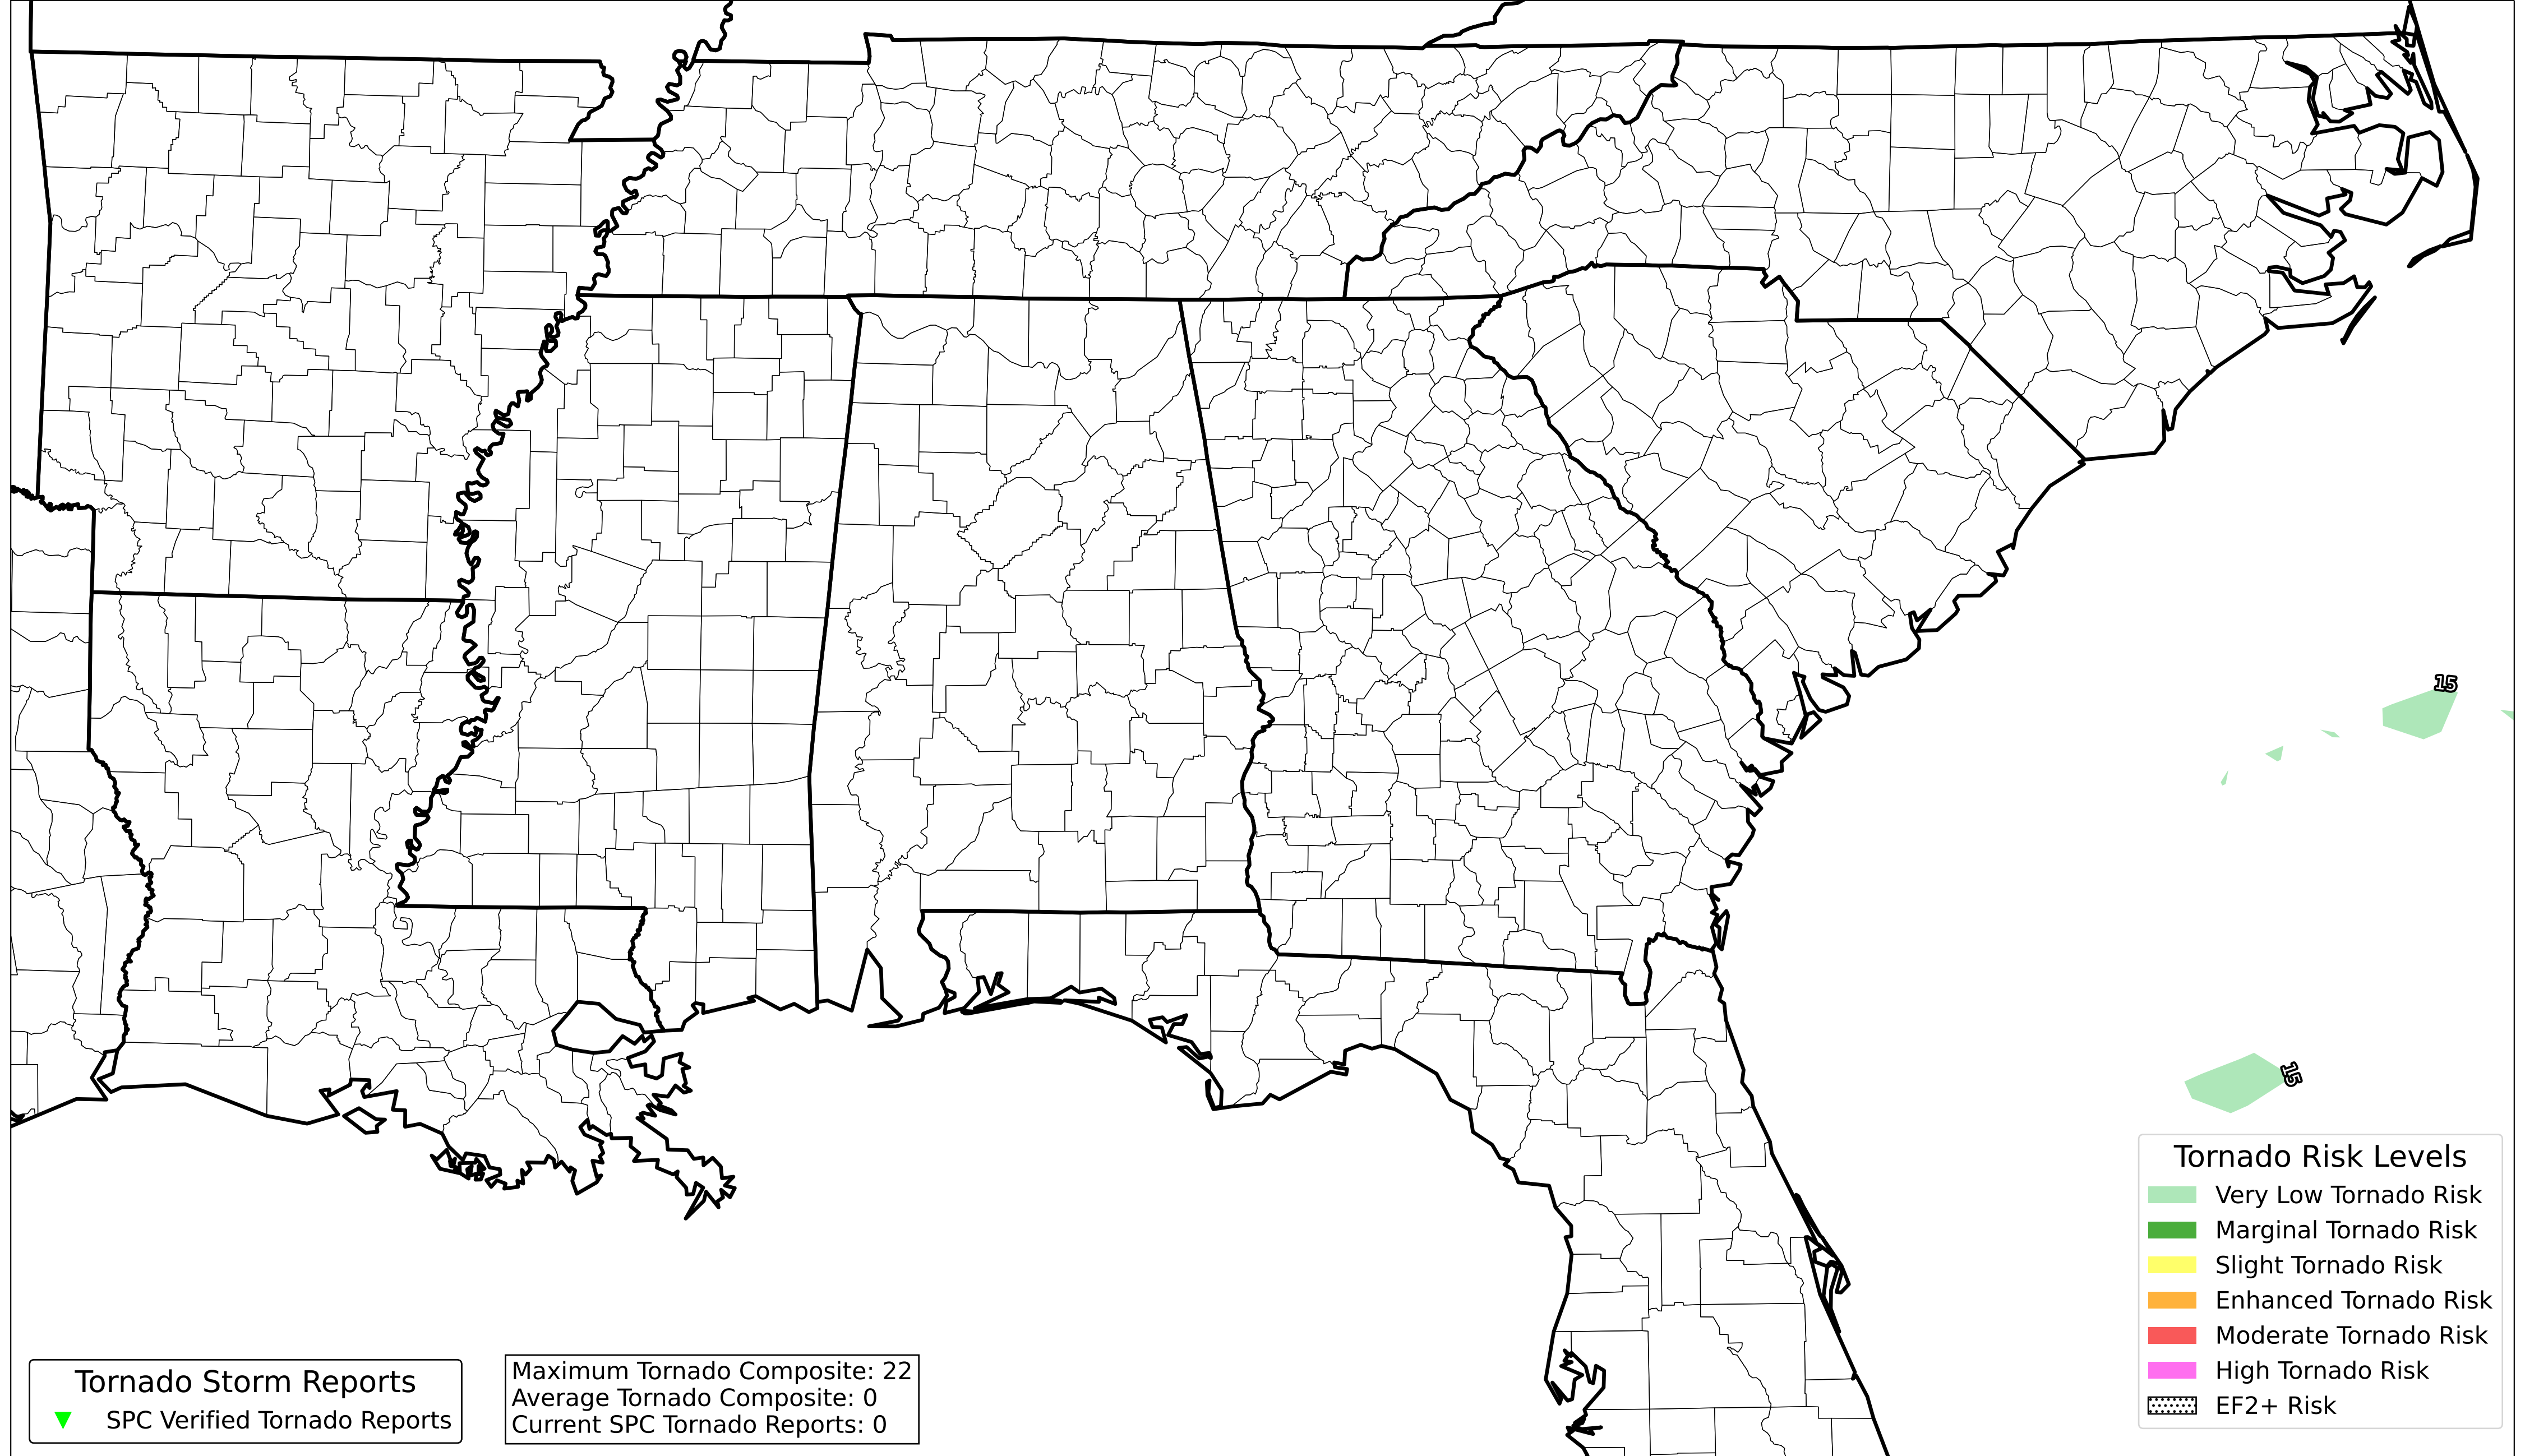 15
15
Tornado Risk Levels
Very Low Tornado Risk
Marginal Tornado Risk
Slight Tornado Risk
Enhanced Tornado Risk
Moderate Tornado Risk
High Tornado Risk
EF2+ Risk
Tornado Storm Reports
SPC Verified Tornado Reports
Maximum Tornado Composite: 22
Average Tornado Composite: 0
Current SPC Tornado Reports: 0